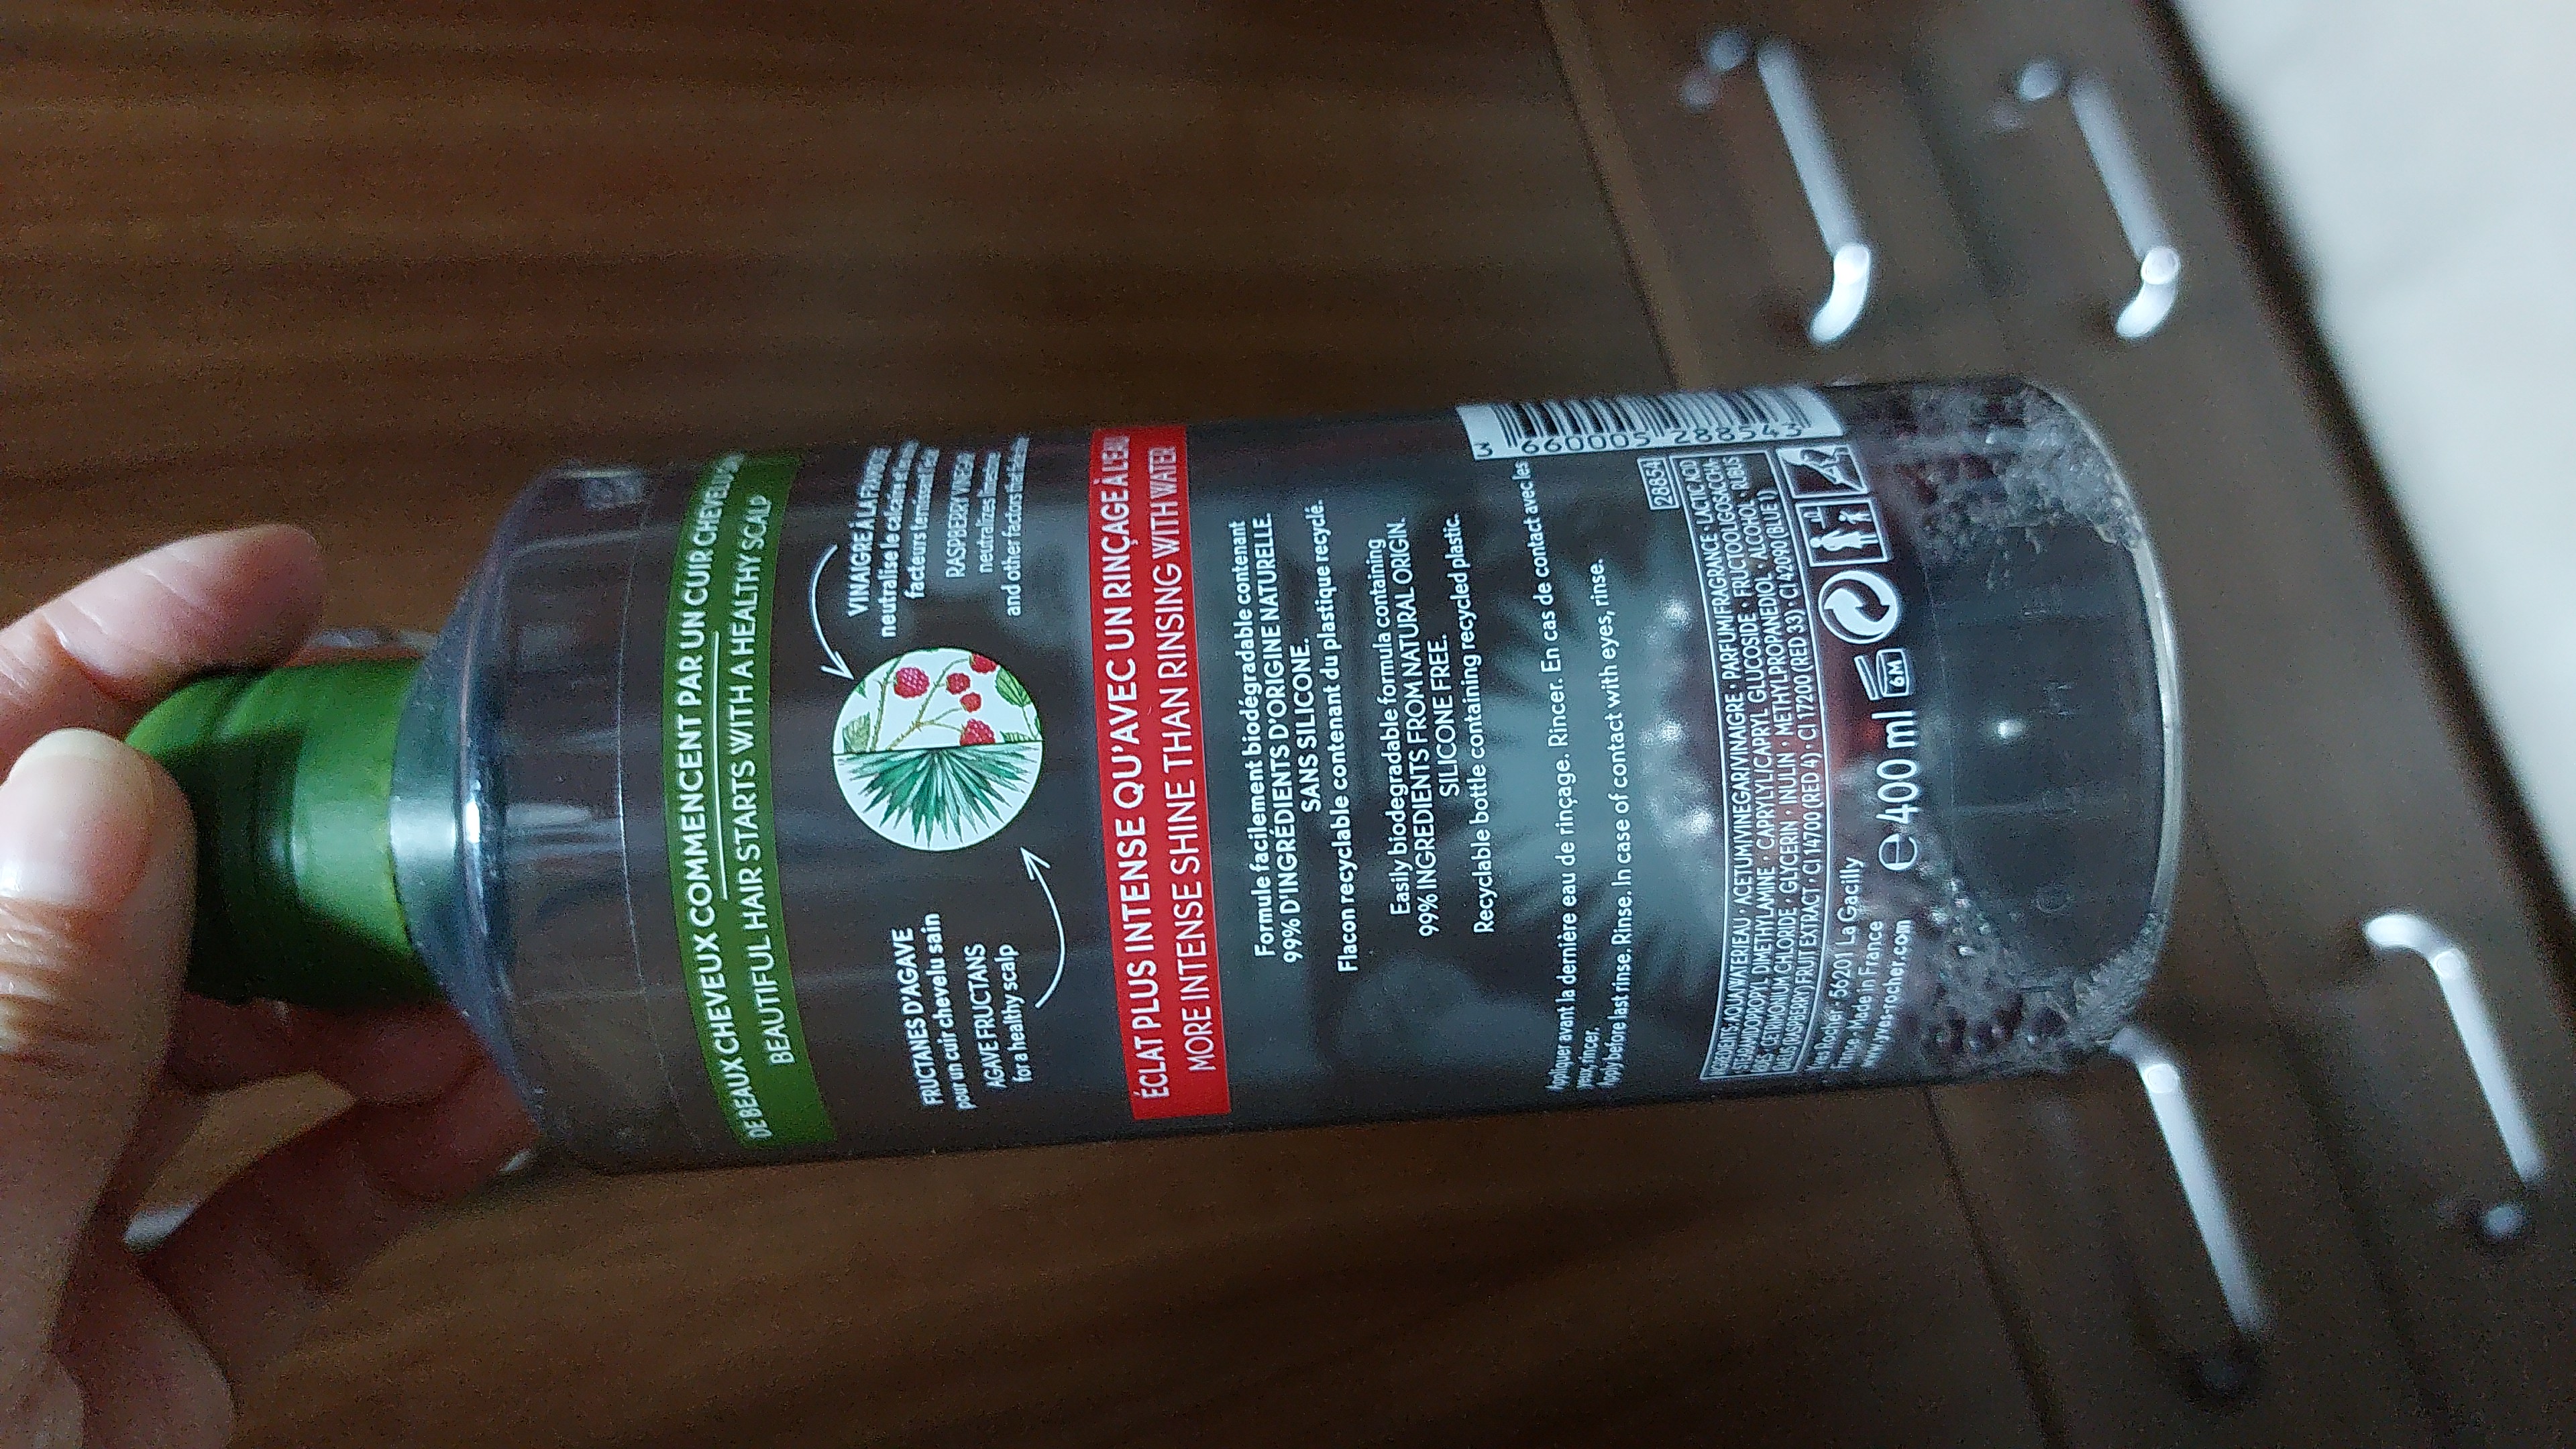 DE BEAUX CHEVEUX COMMENCENT PAR UN CUIR CHEVELU SAIN
BEAUTIFUL HAIR STARTS WITH A HEALTHY SCALP
FRUCTANES D'AGAVE
pour un cuir chevelu sain
AGAVE FRUCTANS
for a healthy scalp
VINAIGRE À LA FRAMBOISE
neutralise le calcaire et autres
facteurs
RASPBERRY VINEGAR
neutralizes limestone
and other factors
ÉCLAT PLUS INTENSE QU'AVEC UN RINÇAGE À L'EAU
MORE INTENSE SHINE THAN RINSING WITH WATER
Formule facilement biodégradable contenant
99% D'INGRÉDIENTS D'ORIGINE NATURELLE.
SANS SILICONE.
Flacon recyclable contenant du plastique recyclé.
Easily biodegradable formula containing
99% INGREDIENTS FROM NATURAL ORIGIN.
SILICONE FREE.
Recyclable bottle containing recycled plastic.
Appliquer avant la dernière eau de rinçage. Rincer. En cas de contact avec les
yeux, rincer.
Apply before last rinse. Rinse. In case of contact with eyes, rinse.
3 660005 288543
28854
INGREDIENTS: AQUA/WATER/EAU • ACETUM/VINEGAR/VINAIGRE • PARFUM/FRAGRANCE • LACTIC ACID
• STEARAMIDOPROPYL DIMETHYLAMINE • CAPRYLYL/CAPRYL GLUCOSIDE • FRUCTOOLIGOSACCHA
RIDES • CETRIMONIUM CHLORIDE • GLYCERIN • INULIN • METHYLPROPANEDIOL • ALCOHOL • RUBUS
IDAEUS (RASPBERRY) FRUIT EXTRACT • CI 14700 (RED 4) • CI 17200 (RED 33) • CI 42090 (BLUE 1)
Yves Rocher - 56201 La Gacilly
France Made in France
www.yves-rocher.com
e 400 ml
6M